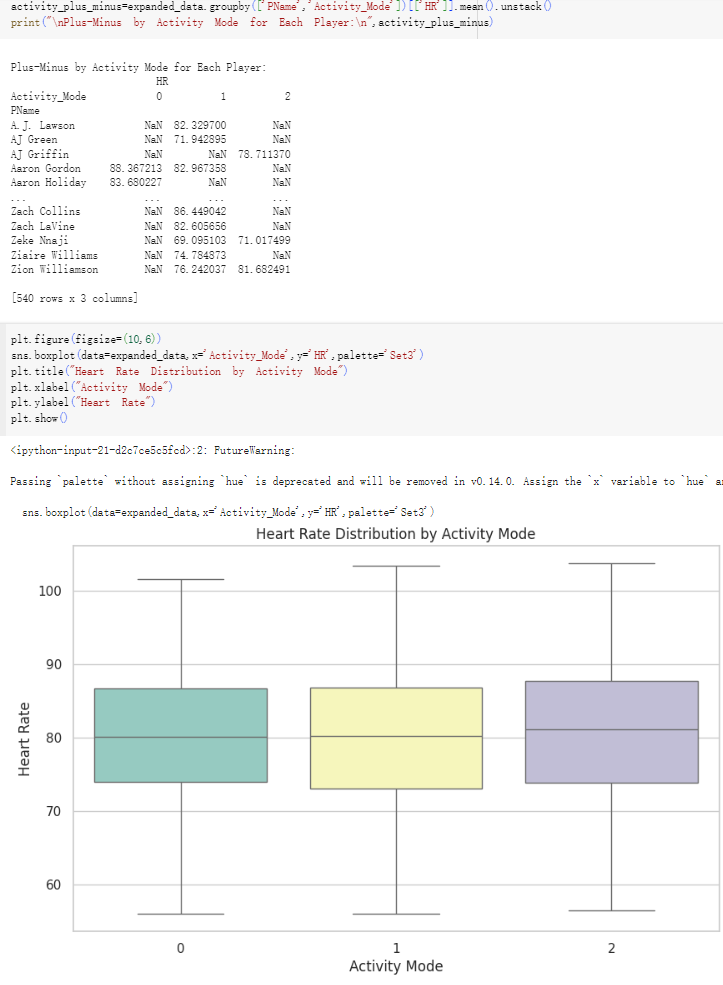 activity_plus_minus=expanded_data.groupby(['PName','Activity_Mode'])[['HR']].mean().unstack()
print("\nPlus-Minus by Activity Mode for Each Player:\n",activity_plus_minus)
Plus-Minus by Activity Mode for Each Player:
HR
Activity_Mode 0 1 2
PName
A.J. Lawson NaN 82.329700 NaN
AJ Green NaN 71.942895 NaN
AJ Griffin NaN NaN 78.711370
Aaron Gordon 88.367213 82.967358 NaN
Aaron Holiday 83.680227 NaN NaN
... ... ... ...
Zach Collins NaN 86.449042 NaN
Zach LaVine NaN 82.605656 NaN
Zeke Nnaji NaN 69.095103 71.017499
Ziaire Williams NaN 74.784873 NaN
Zion Williamson NaN 76.242037 81.682491
[540 rows x 3 columns]
plt.figure(figsize=(10,6))
sns.boxplot(data=expanded_data,x='Activity_Mode',y='HR',palette='Set3')
plt.title("Heart Rate Distribution by Activity Mode")
plt.xlabel("Activity Mode")
plt.ylabel("Heart Rate")
plt.show()
<ipython-input-21-d2c7ce5c5fcd>:2: FutureWarning:
Passing `palette` without assigning `hue` is deprecated and will be removed in v0.14.0. Assign the `x` variable to `hue`
sns.boxplot(data=expanded_data,x='Activity_Mode',y='HR',palette='Set3')
Heart Rate Distribution by Activity Mode
100
90
80
70
60
Heart Rate
0 1 2
Activity Mode